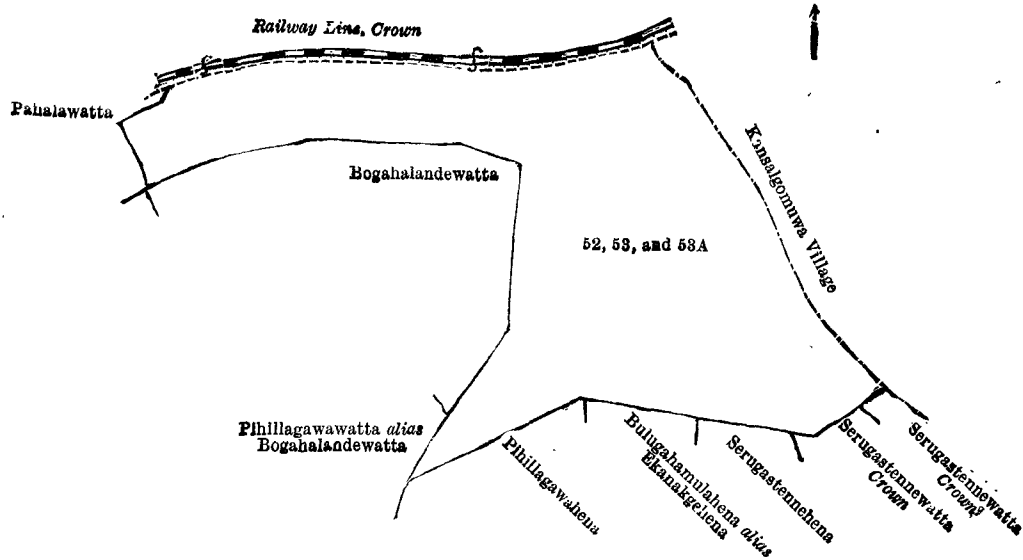 Railway Line, Crown
Pahalawatta
Bogahalandewatta
Kansalgomuwa Village
52, 53, and 53A
Pihillagawawatta alias
Bogahalandewatta
Pihillagawahena
Bulugahamulahena alias
Ekanakgehena
Serugastennehena
Serugastennewatta
Crown
Serugastennewatta
Crown